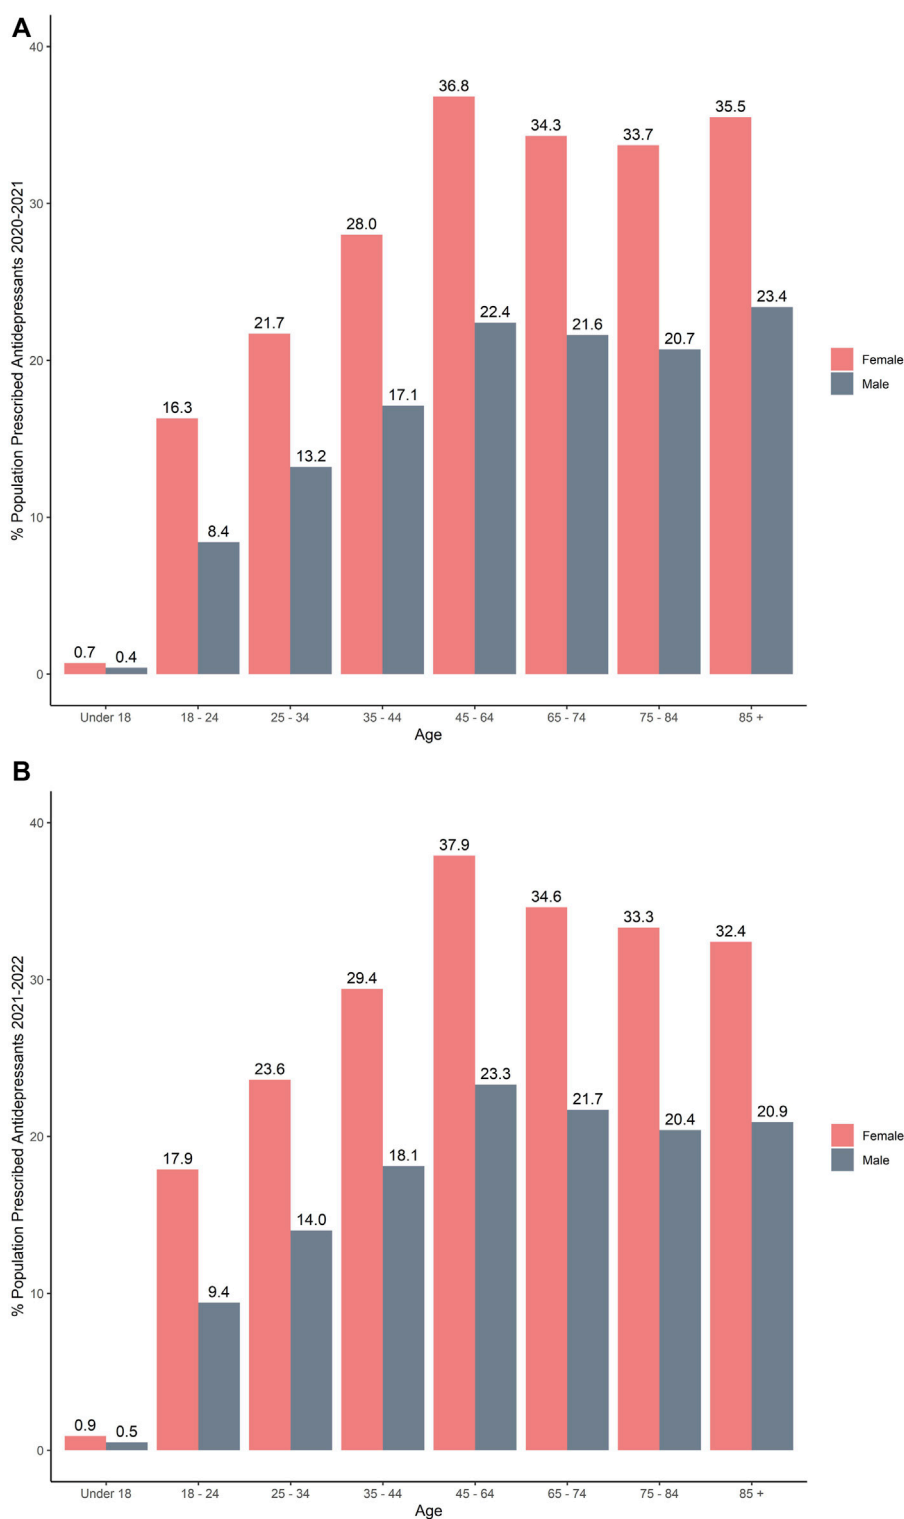 A
% Population Prescribed Antidepressants 2020-2021
40
30
20
10
0
0.7 0.4
16.3 8.4
21.7 13.2
28.0 17.1
36.8 22.4
34.3 21.6
33.7 20.7
35.5 23.4
Under 18 18 - 24 25 - 34 35 - 44 45 - 64 65 - 74 75 - 84 85 +
Age
Female
Male
B
% Population Prescribed Antidepressants 2021-2022
40
30
20
10
0
0.9 0.5
17.9 9.4
23.6 14.0
29.4 18.1
37.9 23.3
34.6 21.7
33.3 20.4
32.4 20.9
Under 18 18 - 24 25 - 34 35 - 44 45 - 64 65 - 74 75 - 84 85 +
Age
Female
Male